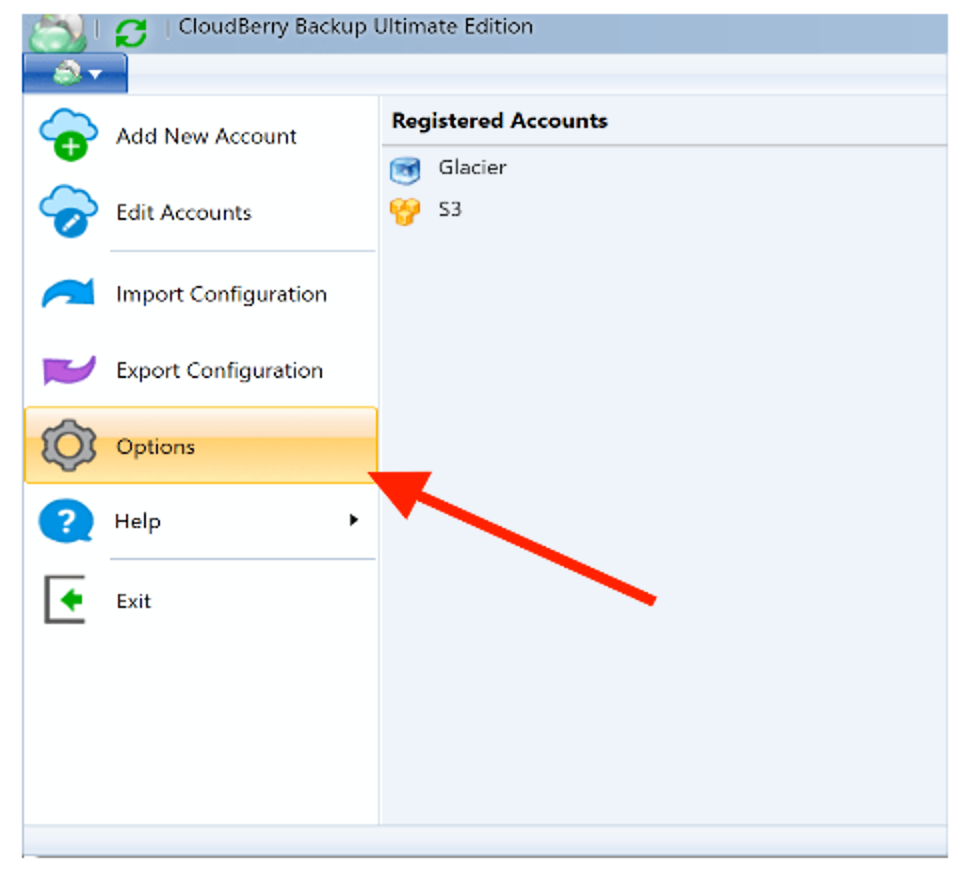 CloudBerry Backup Ultimate Edition
Add New Account
Edit Accounts
Import Configuration
Export Configuration
Options
Help
Exit
Registered Accounts
Glacier
S3